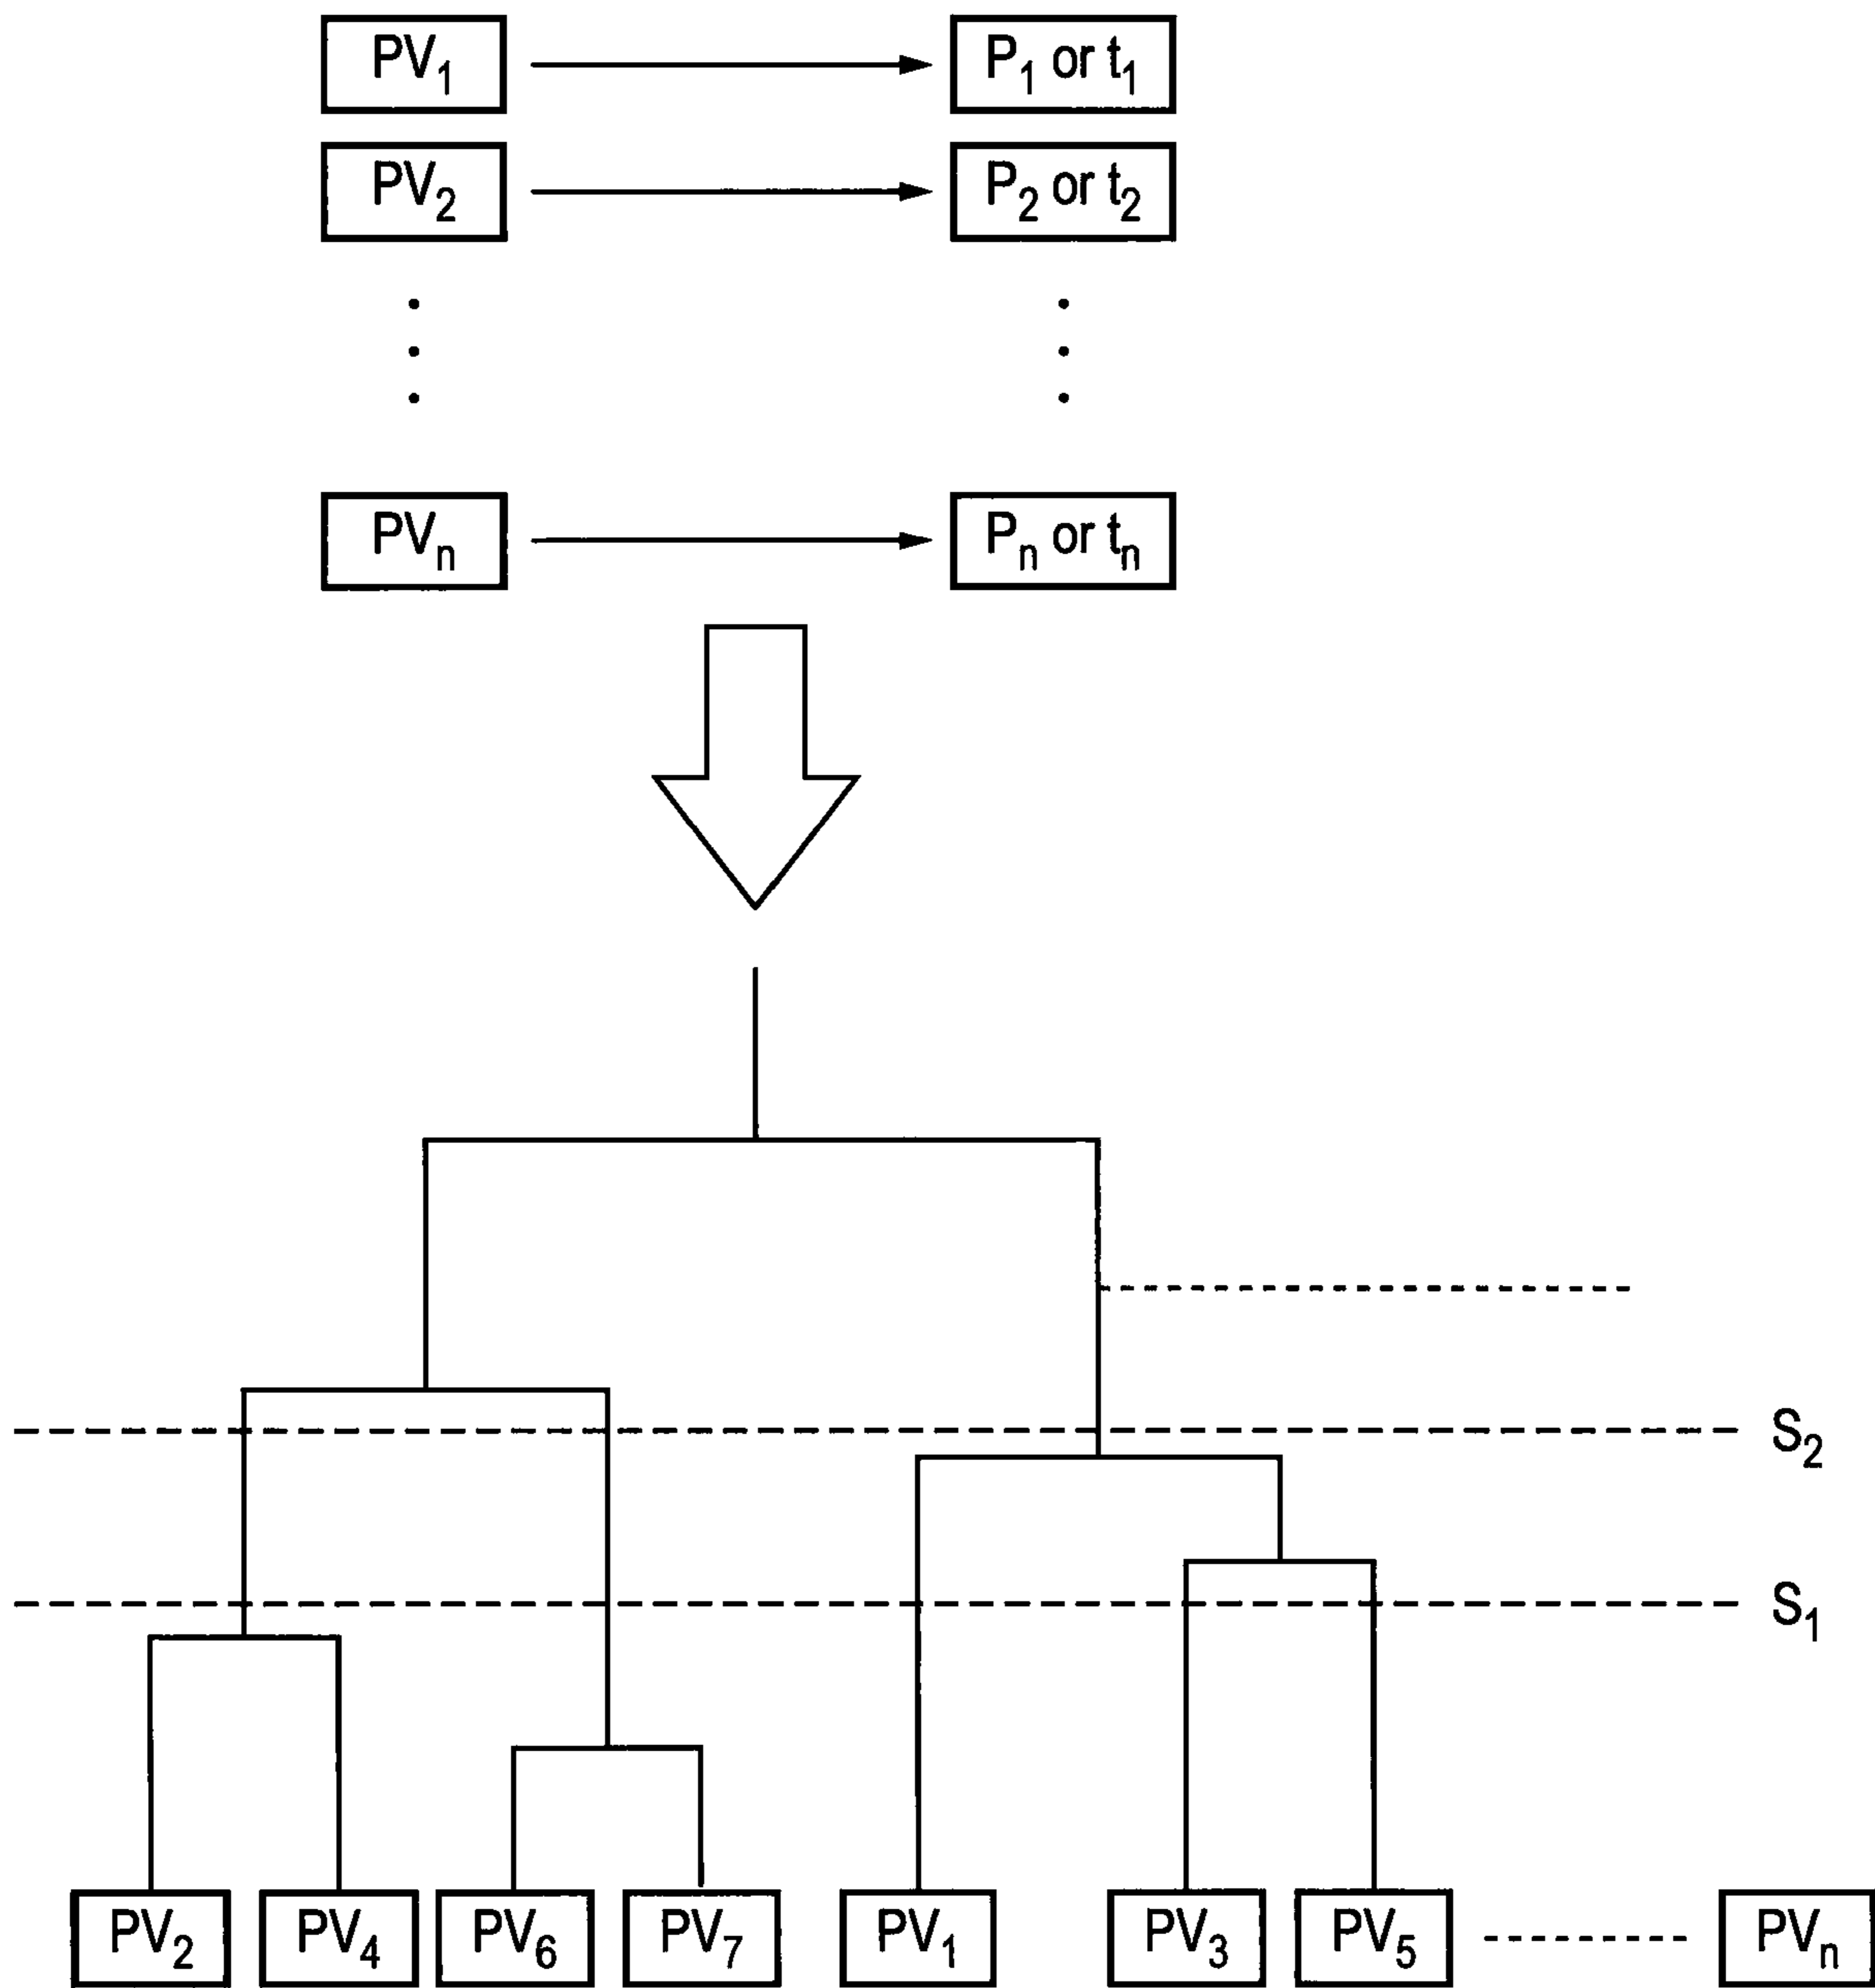 PV₁ P₁ or t₁
PV₂ P₂ or t₂
PVₙ Pₙ or tₙ
S₂
S₁
PV₂ PV₄ PV₆ PV₇ PV₁ PV₃ PV₅ PVₙ